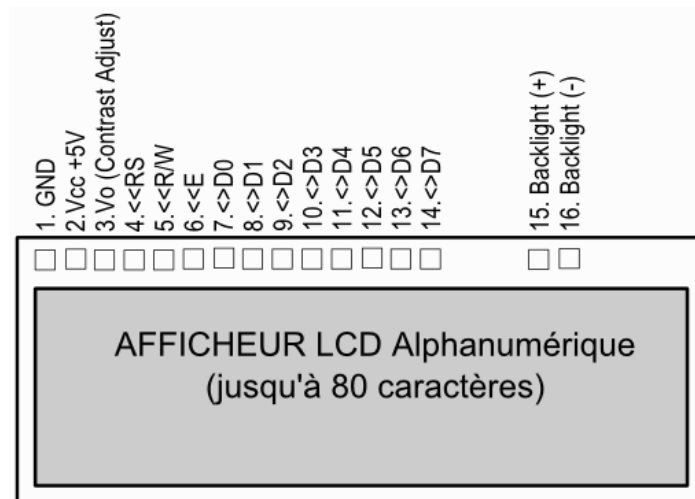 1. GND
2.Vcc +5V
3.Vo (Contrast Adjust)
4.<<RS
5.<<R/W
6.<<E
7.<>D0
8.<>D1
9.<>D2
10.<>D3
11.<>D4
12.<>D5
13.<>D6
14.<>D7
15. Backlight (+)
16. Backlight (-)
AFFICHEUR LCD Alphanumérique
(jusqu'à 80 caractères)